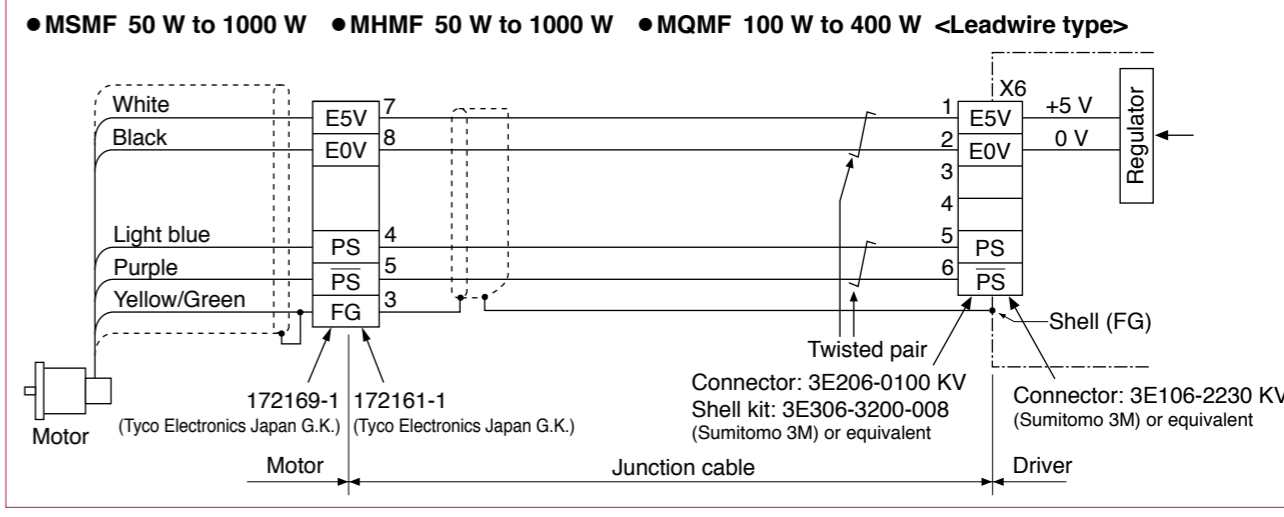 ●MSMF 50 W to 1000 W ●MHMF 50 W to 1000 W ●MQMF 100 W to 400 W <Leadwire type>
White
Black
Light blue
Purple
Yellow/Green
E5V 7
E0V 8
PS 4
P̅S̅ 5
FG 3
X6
1 E5V +5 V
2 E0V 0 V
3
4
5 PS
6 P̅S̅
Regulator
Shell (FG)
Twisted pair
Motor
172169-1
(Tyco Electronics Japan G.K.)
172161-1
(Tyco Electronics Japan G.K.)
Connector: 3E206-0100 KV
Shell kit: 3E306-3200-008
(Sumitomo 3M) or equivalent
Connector: 3E106-2230 KV
(Sumitomo 3M) or equivalent
Motor
Junction cable
Driver